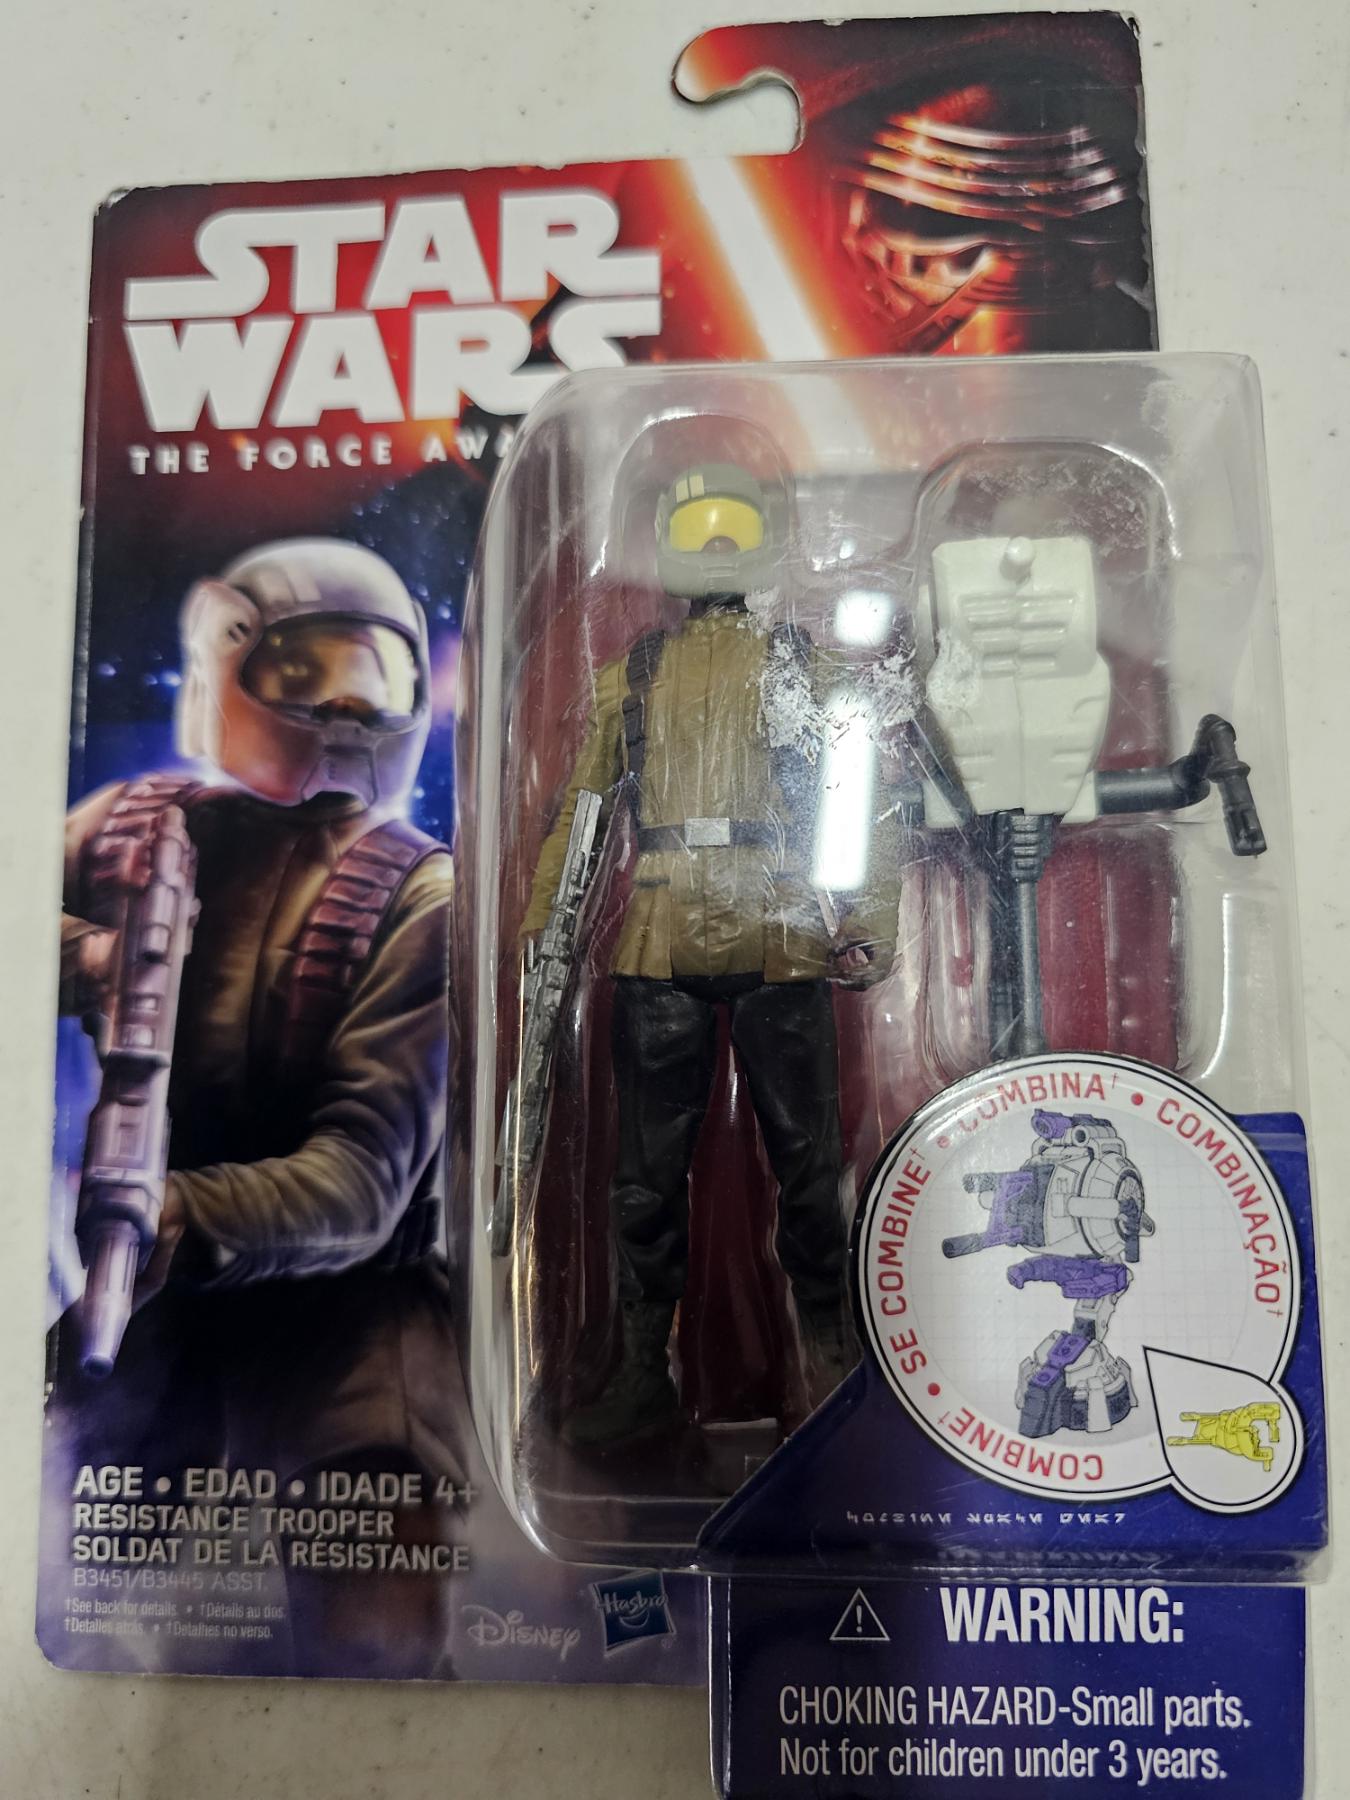 STAR
WARS
THE FORCE AWA
COMBINE† • SE COMBINE† • COMBINA† • COMBINAÇÃO†
AGE • EDAD • IDADE 4+
RESISTANCE TROOPER
SOLDAT DE LA RÉSISTANCE
B3451/B3445 ASST.
†See back for details. • †Détails au dos.
†Detalles atrás. • †Detalhes no verso.
Disney
Hasbro
®
WARNING:
CHOKING HAZARD-Small parts.
Not for children under 3 years.